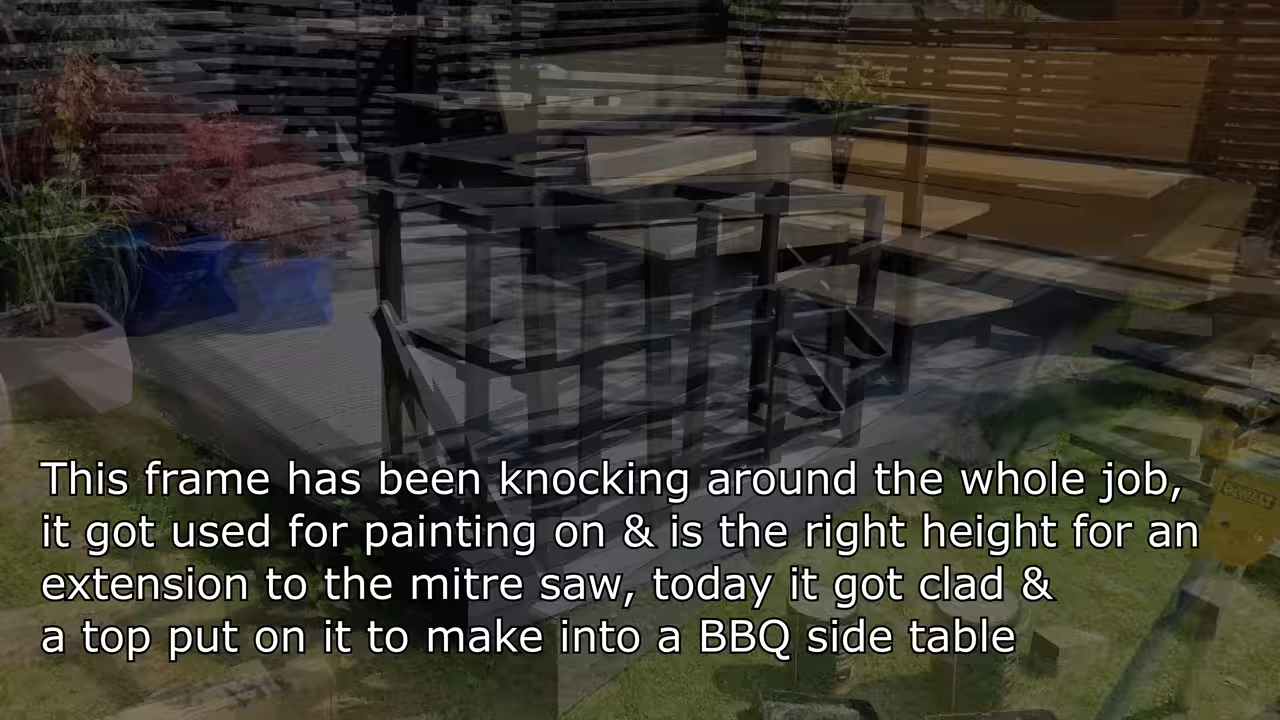 This frame has been knocking around the whole job,
it got used for painting on & is the right height for an
extension to the mitre saw, today it got clad &
a top put on it to make into a BBQ side table